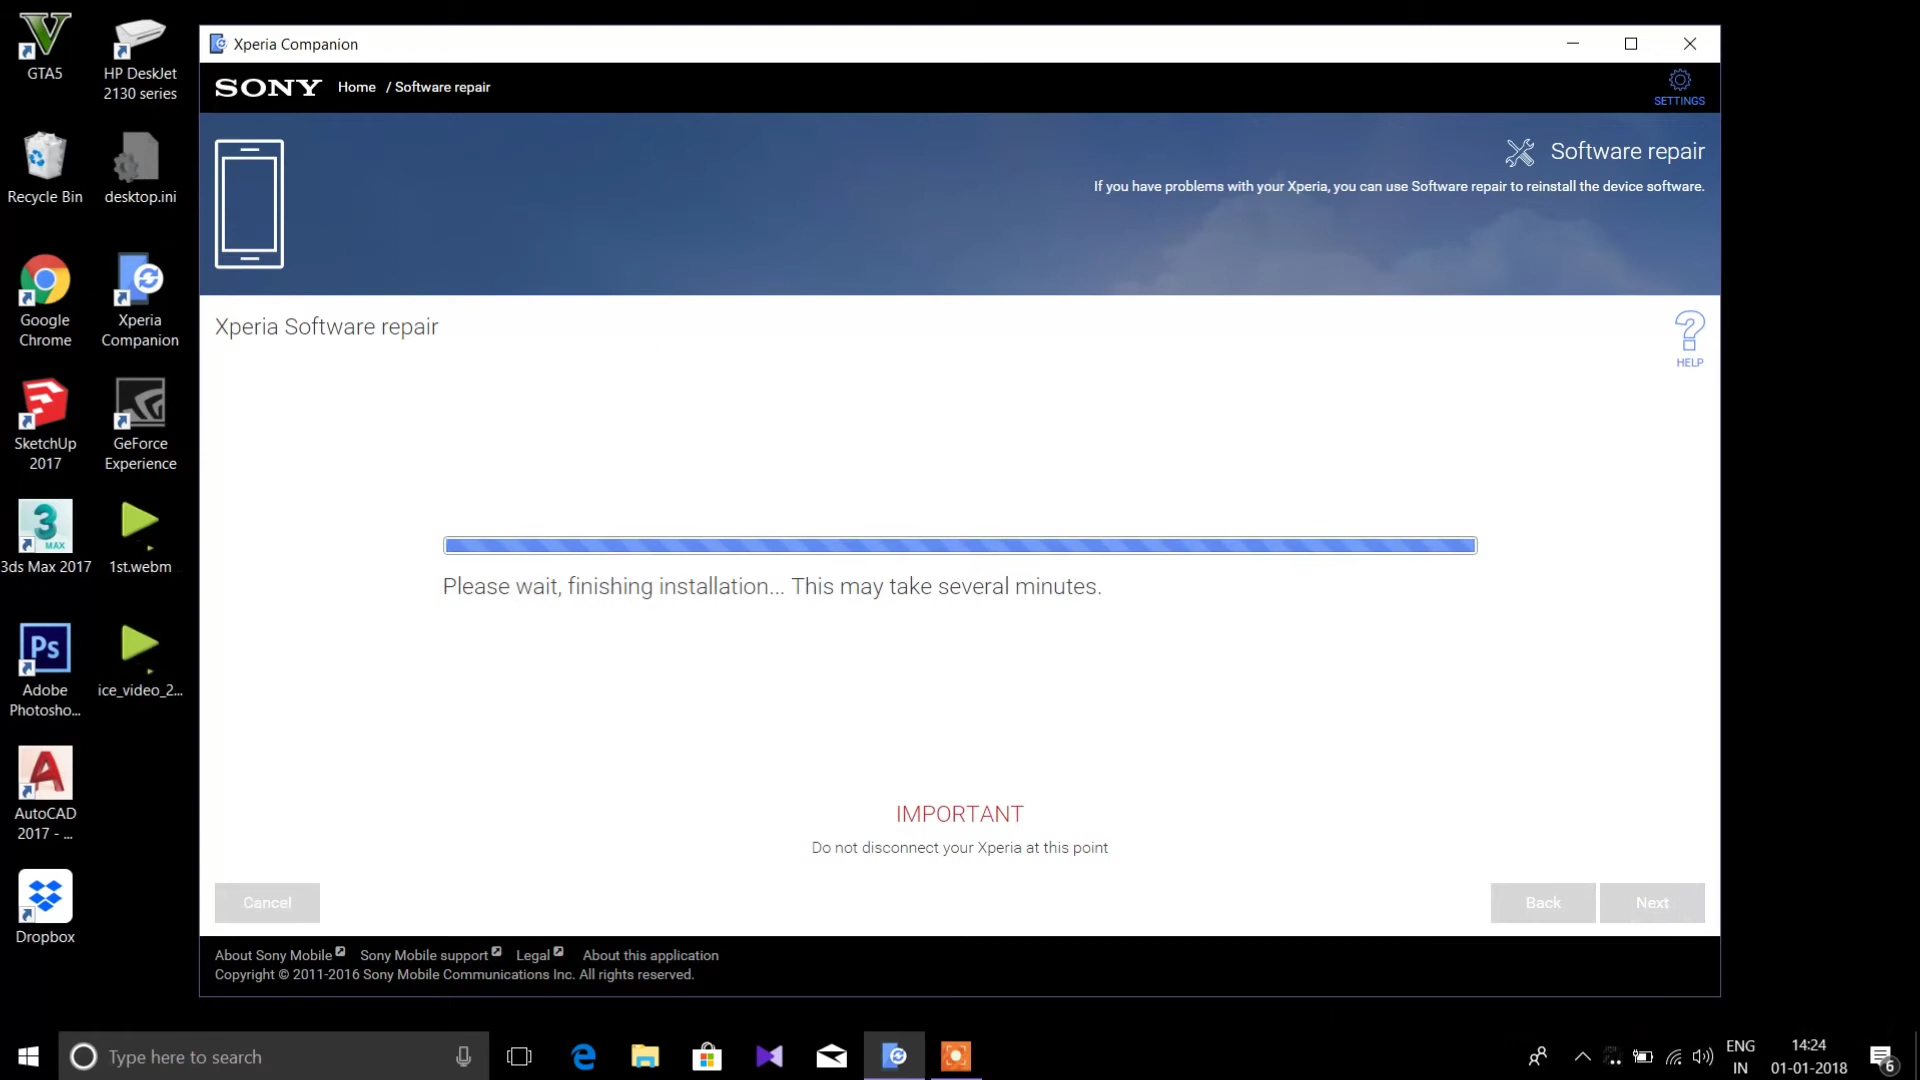 GTA5
HP DeskJet
2130 series
Recycle Bin
desktop.ini
Google
Chrome
Xperia
Companion
SketchUp
2017
GeForce
Experience
3
MAX
3ds Max 2017
1st.webm
Ps
Adobe
Photosho...
ice_video_2...
AutoCAD
2017 - ...
Dropbox
Xperia Companion
SONY
Home / Software repair
SETTINGS
Software repair
If you have problems with your Xperia, you can use Software repair to reinstall the device software.
Xperia Software repair
HELP
Please wait, finishing installation... This may take several minutes.
IMPORTANT
Do not disconnect your Xperia at this point
Cancel
Back
Next
About Sony Mobile Sony Mobile support Legal About this application
Copyright © 2011-2016 Sony Mobile Communications Inc. All rights reserved.
Type here to search
ENG
IN
14:24
01-01-2018
6